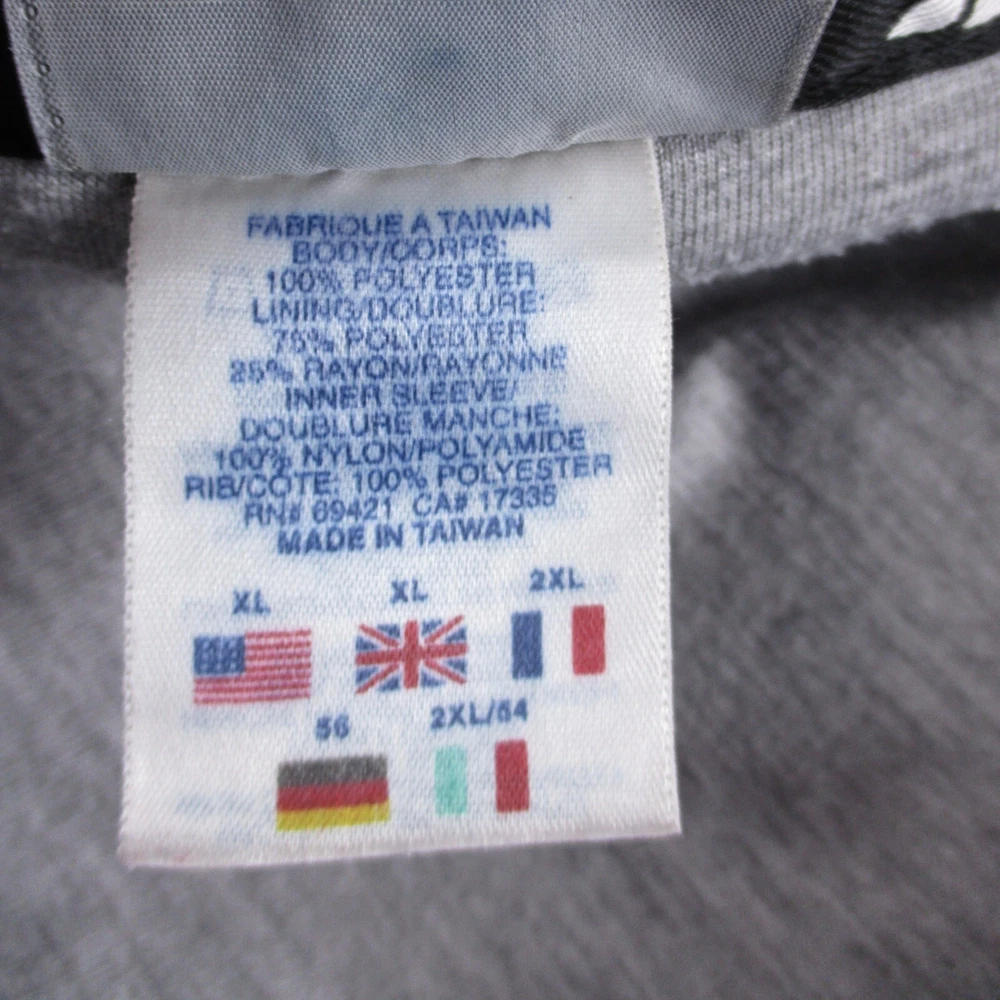 FABRIQUE A TAIWAN
BODY/CORPS:
100% POLYESTER
LINING/DOUBLURE:
75% POLYESTER
25% RAYON/RAYONNE
INNER SLEEVE/
DOUBLURE MANCHE:
100% NYLON/POLYAMIDE
RIB/COTE: 100% POLYESTER
RN# 69421 CA# 17335
MADE IN TAIWAN
XL XL 2XL
56 2XL/54